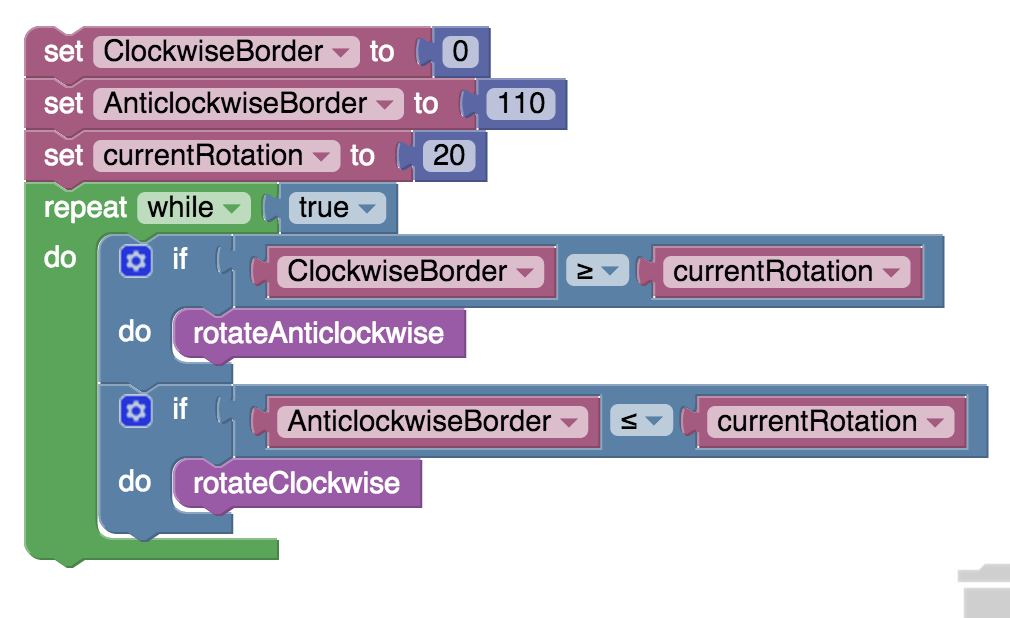 set ClockwiseBorder to 0
set AnticlockwiseBorder to 110
set currentRotation to 20
repeat while true
do if ClockwiseBorder ≥ currentRotation
do rotateAnticlockwise
if AnticlockwiseBorder ≤ currentRotation
do rotateClockwise